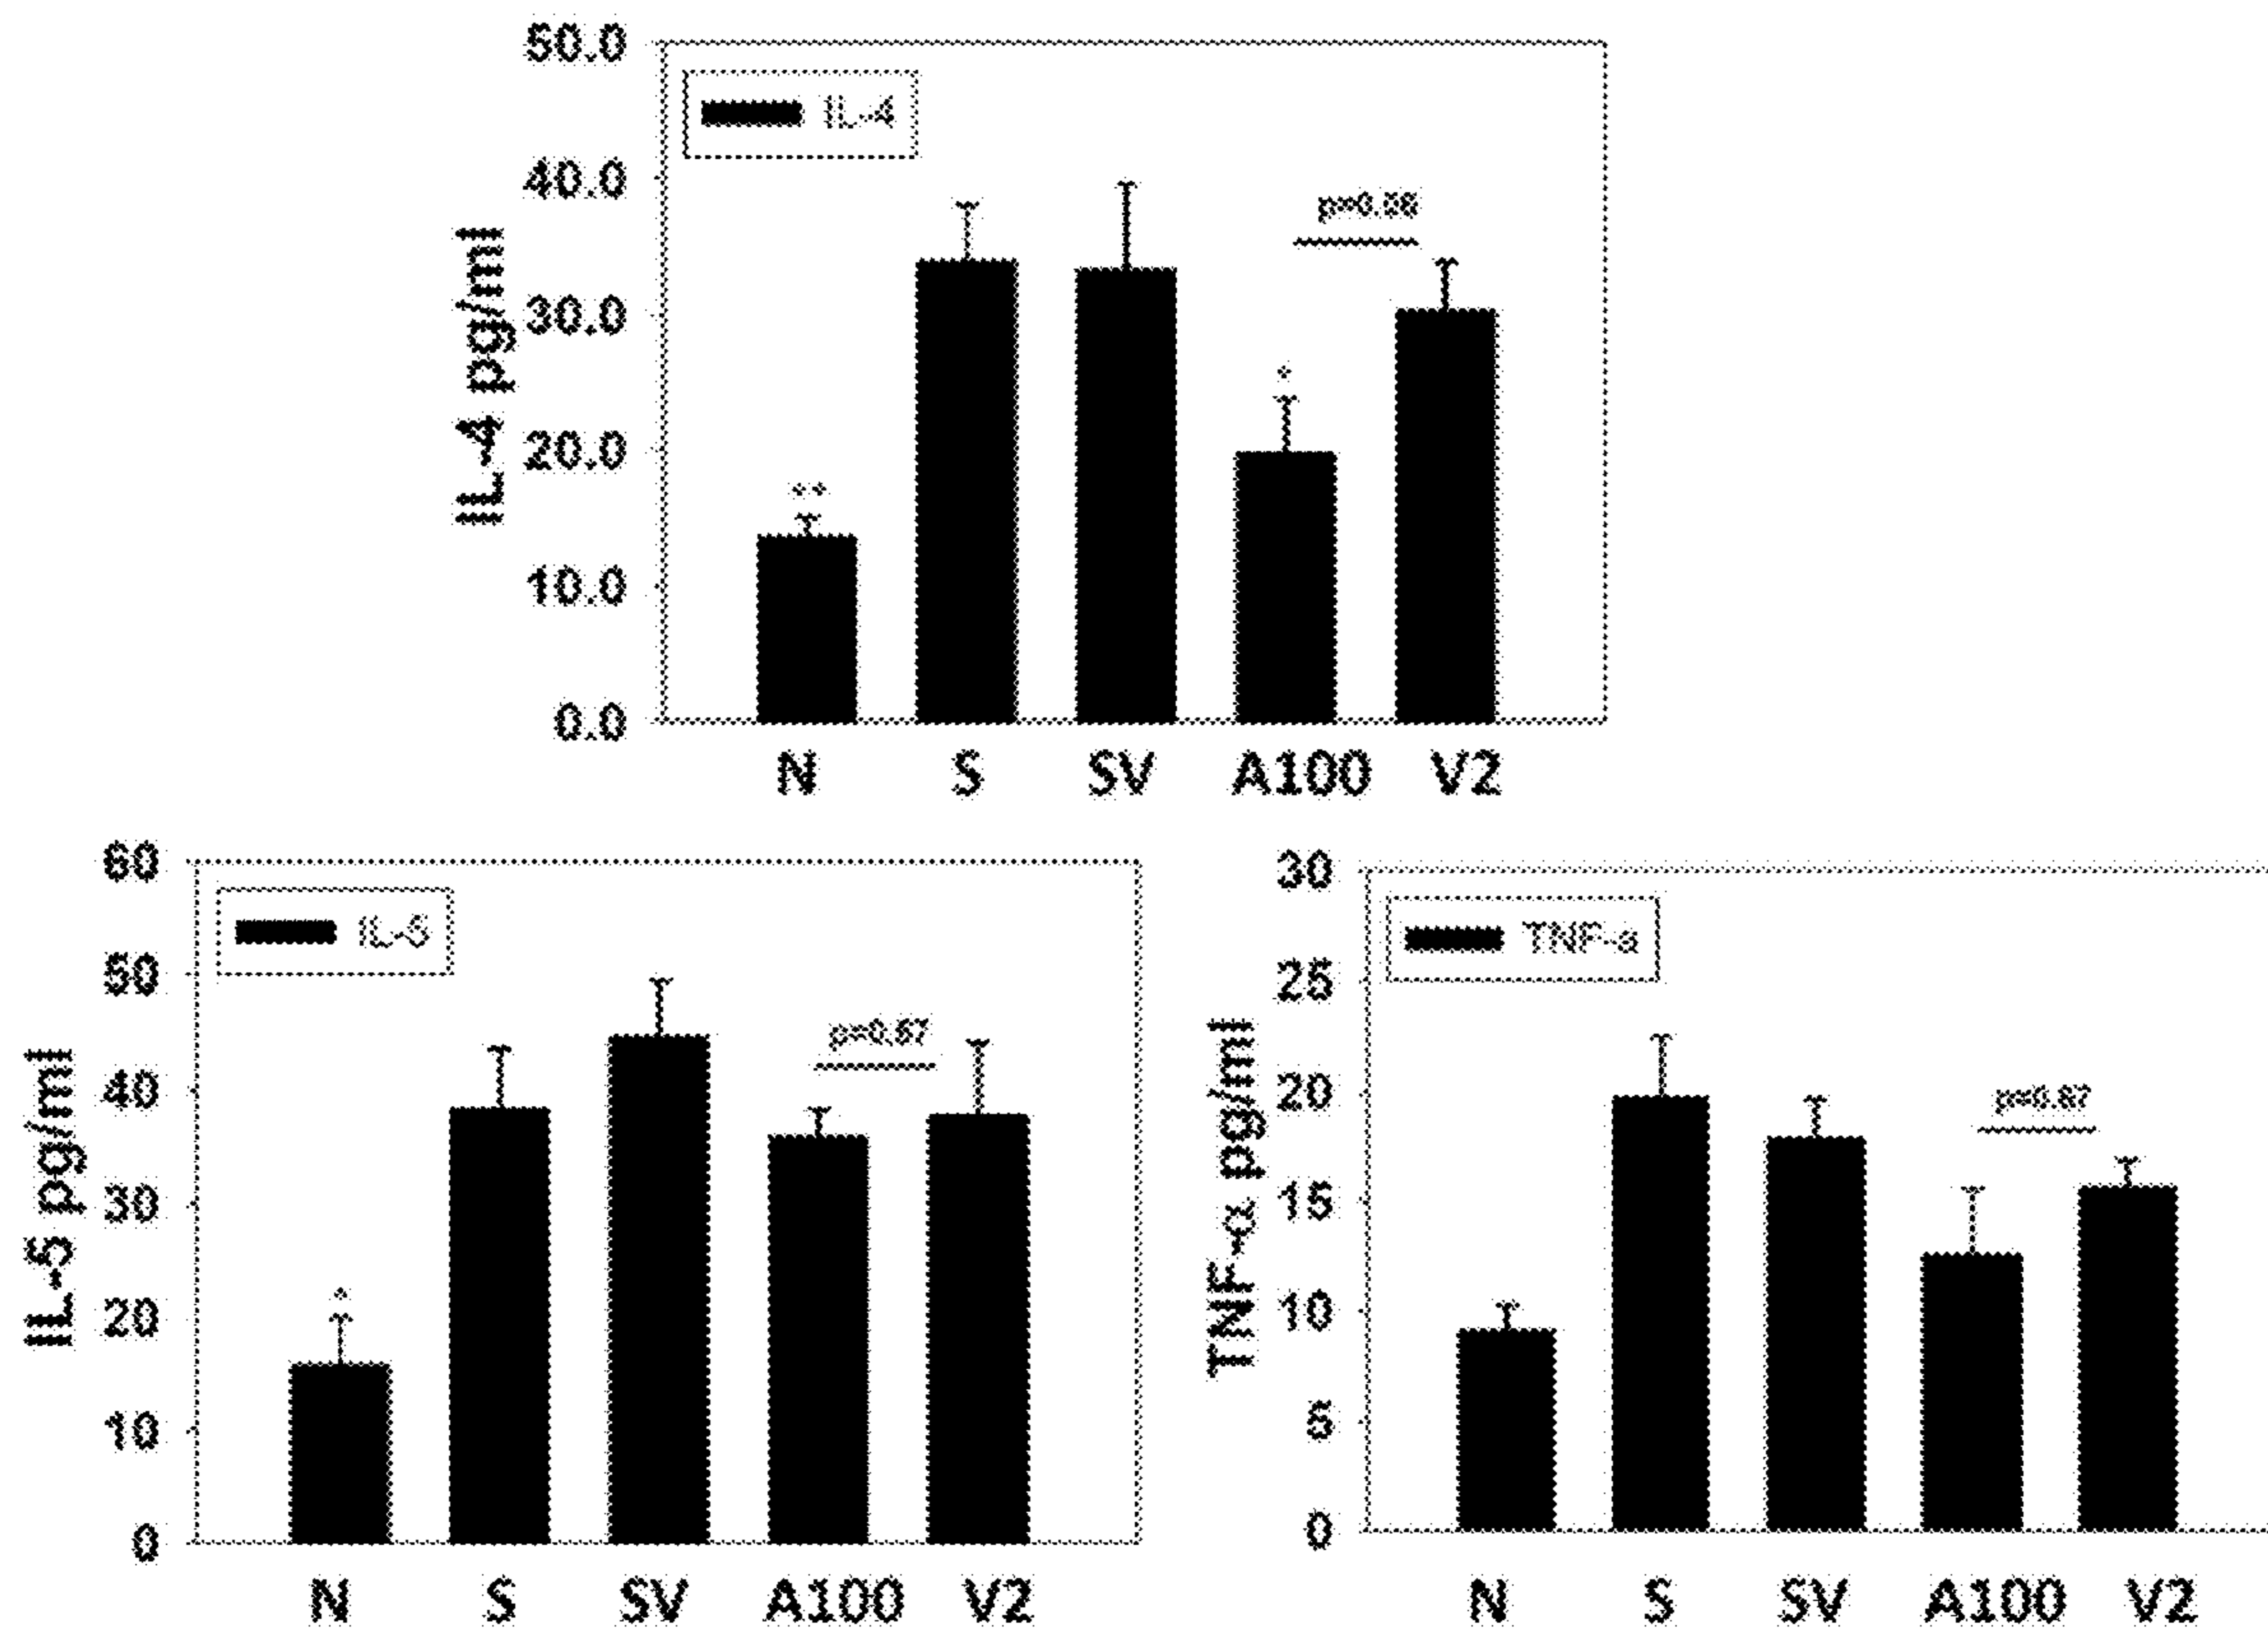 50.0
40.0
30.0
20.0
10.0
0.0
IL-4 pg/ml
IL-4
**
*
N S SV A100 V2
60
50
40
30
20
10
0
IL-5 pg/ml
IL-5
*
N S SV A100 V2
30
25
20
15
10
5
0
TNF-α pg/ml
TNF-a
N S SV A100 V2